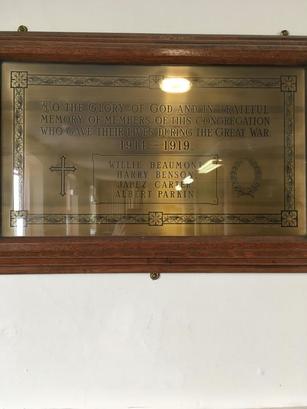 TO THE GLORY OF GOD AND IN GRATEFUL
MEMORY OF MEMBERS OF THIS CONGREGATION
WHO GAVE THEIR LIVES DURING THE GREAT WAR
1914 – 1919.
WILLIE BEAUMONT
HARRY BENSON
JABEZ CARTER
ALBERT PARKIN